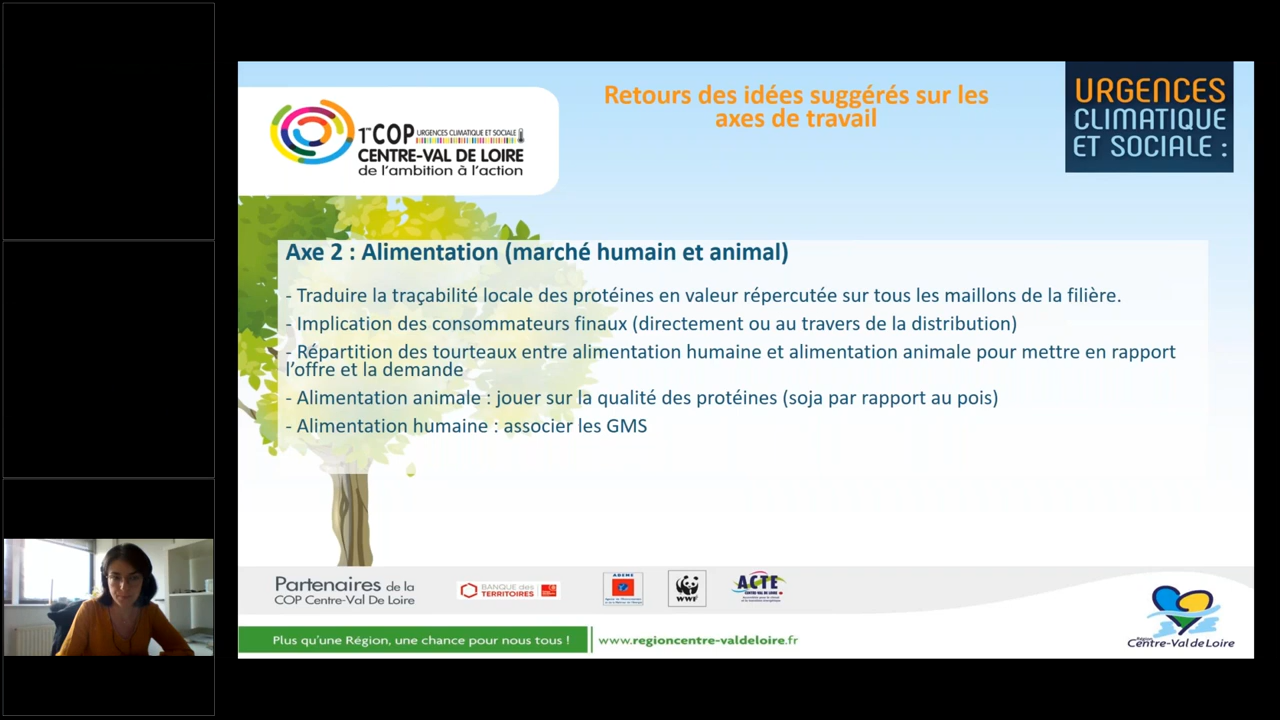 Retours des idées suggérés sur les
axes de travail
URGENCES
CLIMATIQUE
ET SOCIALE :
1re COP URGENCES CLIMATIQUE ET SOCIALE
CENTRE-VAL DE LOIRE
de l'ambition à l'action
Axe 2 : Alimentation (marché humain et animal)
- Traduire la traçabilité locale des protéines en valeur répercutée sur tous les maillons de la filière.
- Implication des consommateurs finaux (directement ou au travers de la distribution)
- Répartition des tourteaux entre alimentation humaine et alimentation animale pour mettre en rapport
l'offre et la demande
- Alimentation animale : jouer sur la qualité des protéines (soja par rapport au pois)
- Alimentation humaine : associer les GMS
Partenaires de la
COP Centre-Val De Loire
BANQUE des
TERRITOIRES
ADEME
WWF
ACTE
CENTRE-VAL DE LOIRE
Plus qu'une Région, une chance pour nous tous !
www.regioncentre-valdeloire.fr
Centre-Val de Loire